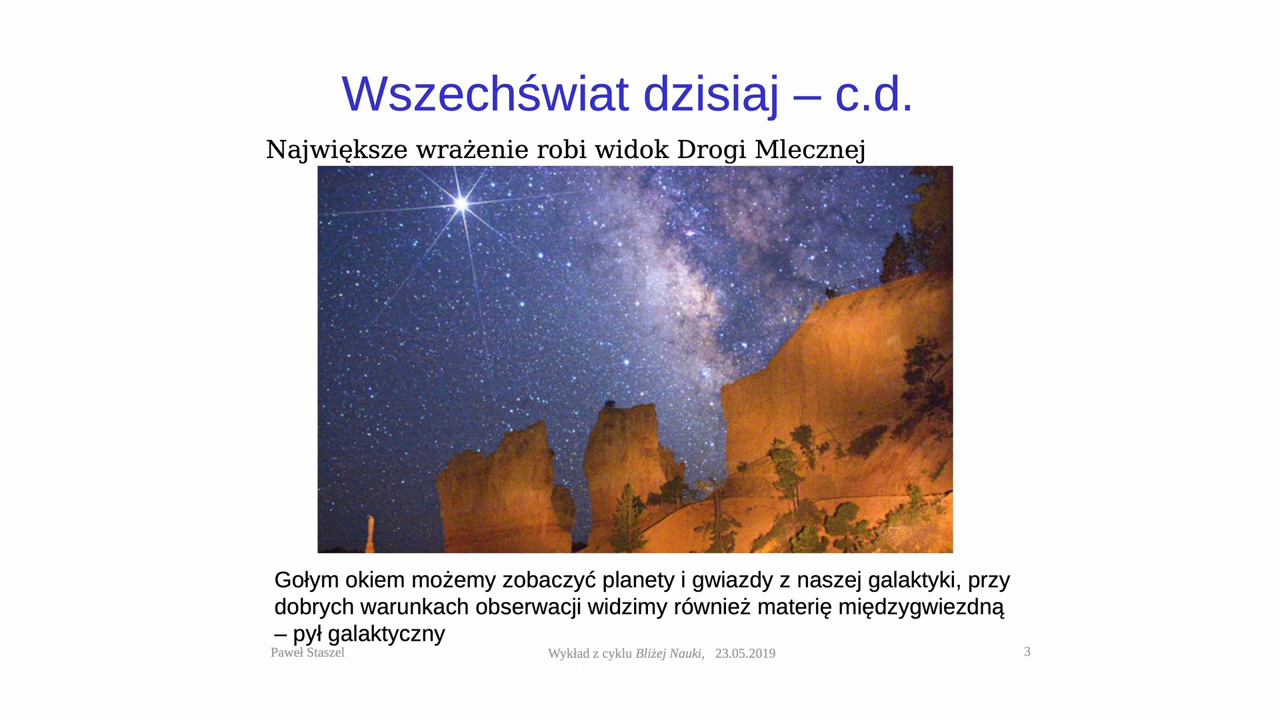 Wszechświat dzisiaj – c.d.
Największe wrażenie robi widok Drogi Mlecznej
Gołym okiem możemy zobaczyć planety i gwiazdy z naszej galaktyki, przy
dobrych warunkach obserwacji widzimy również materię międzygwiezdną
– pył galaktyczny
Paweł Staszel
Wykład z cyklu Bliżej Nauki, 23.05.2019
3